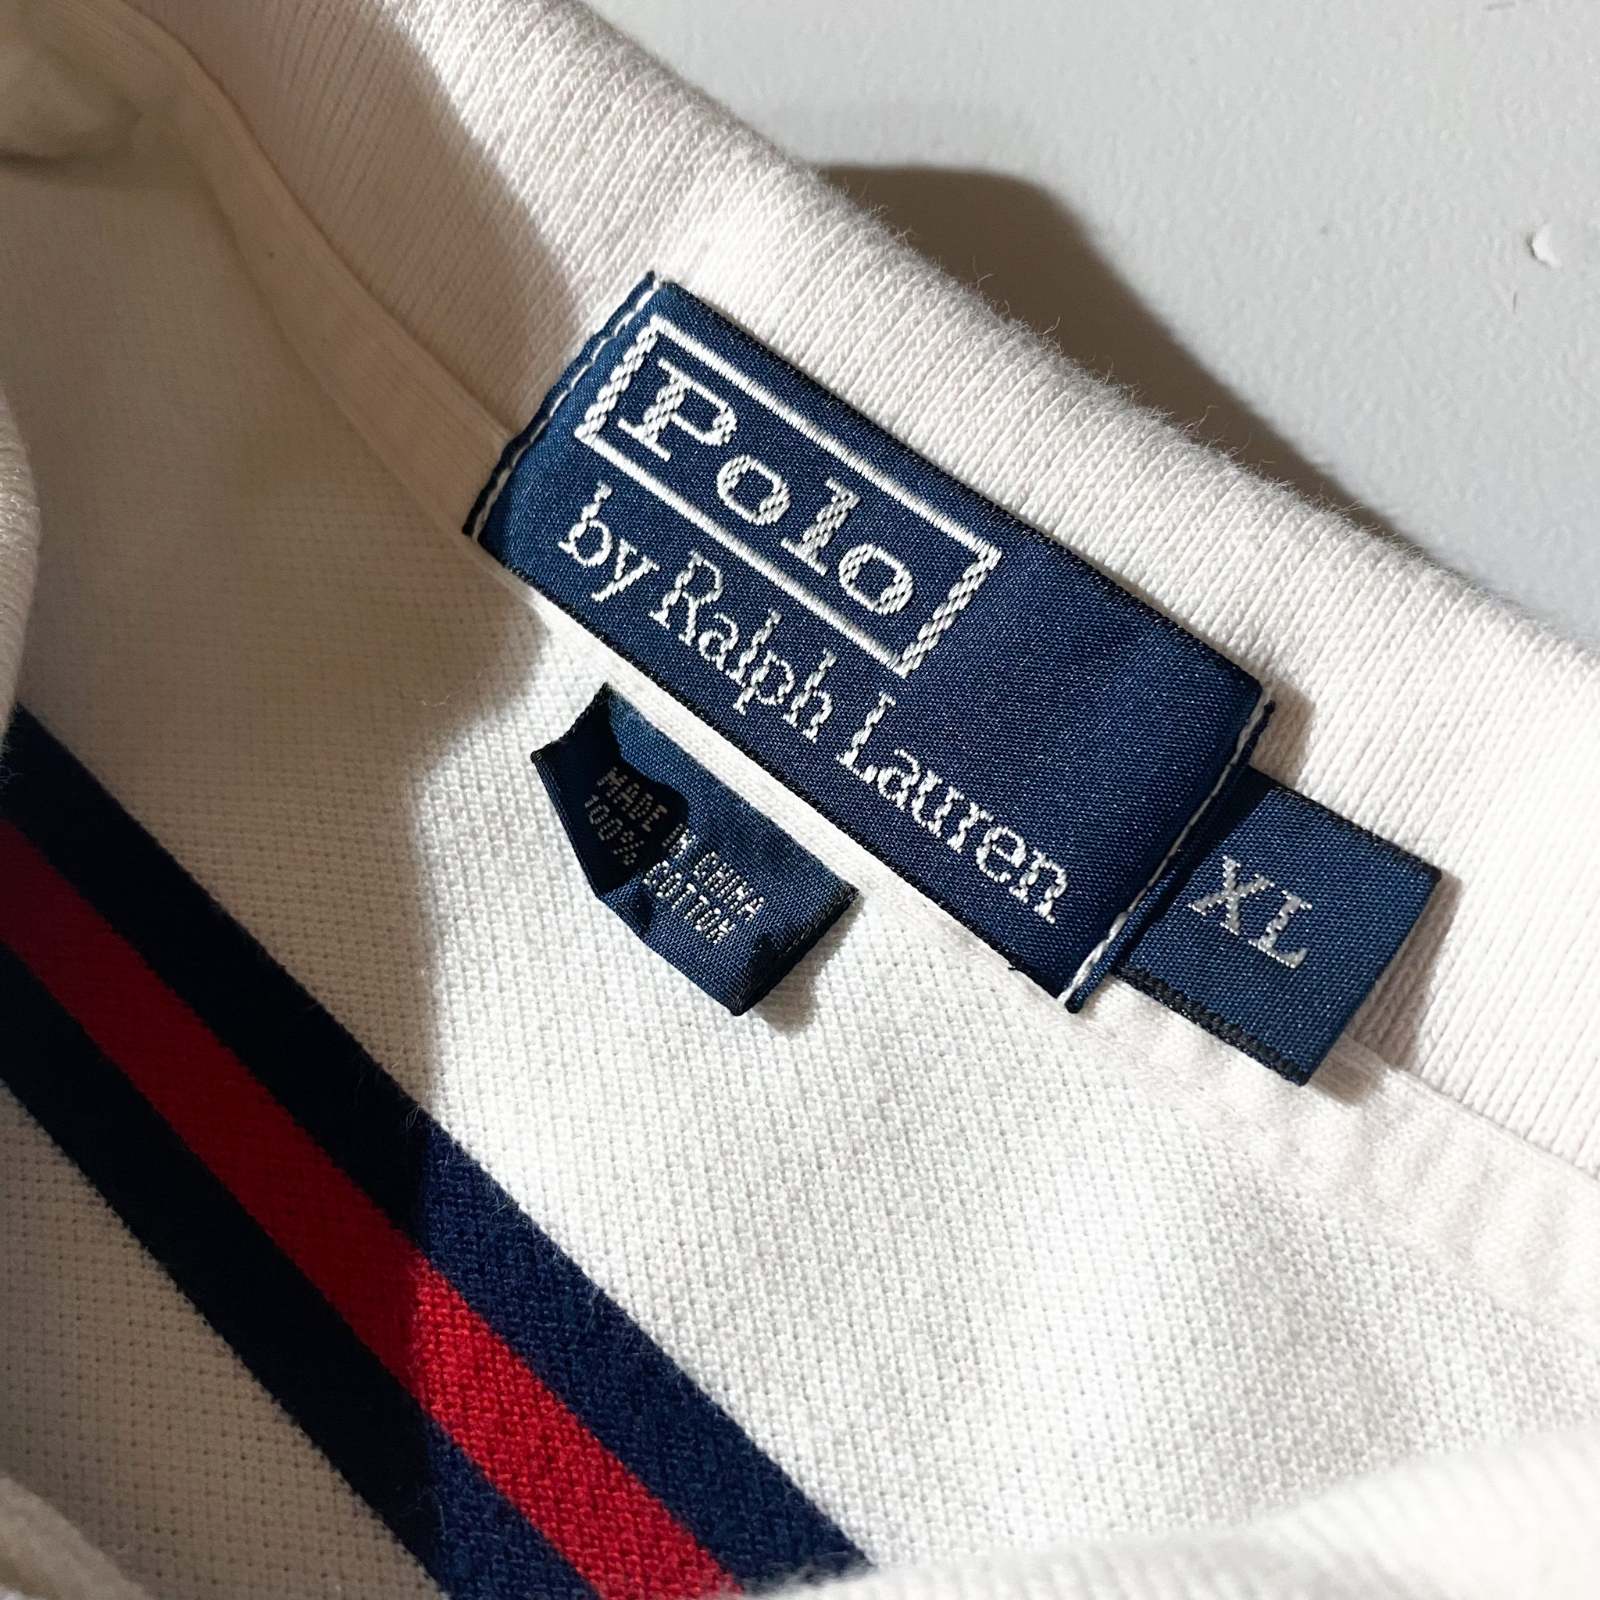 Polo
by Ralph Lauren
XL
MADE IN CHINA
100% COTTON